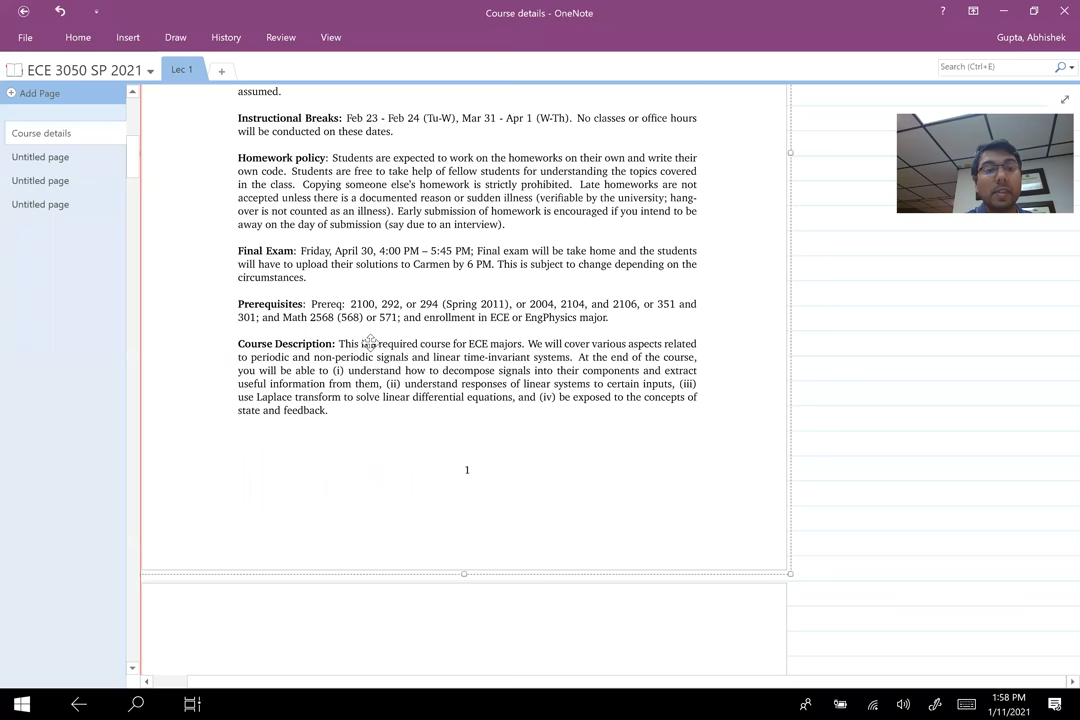 Course details - OneNote
?
File
Home
Insert
Draw
History
Review
View
Gupta, Abhishek
ECE 3050 SP 2021
Lec 1
+
Search (Ctrl+E)
Add Page
Course details
Untitled page
Untitled page
Untitled page
assumed.
Instructional Breaks: Feb 23 - Feb 24 (Tu-W), Mar 31 - Apr 1 (W-Th). No classes or office hours
will be conducted on these dates.
Homework policy: Students are expected to work on the homeworks on their own and write their
own code. Students are free to take help of fellow students for understanding the topics covered
in the class. Copying someone else's homework is strictly prohibited. Late homeworks are not
accepted unless there is a documented reason or sudden illness (verifiable by the university; hang-
over is not counted as an illness). Early submission of homework is encouraged if you intend to be
away on the day of submission (say due to an interview).
Final Exam: Friday, April 30, 4:00 PM – 5:45 PM; Final exam will be take home and the students
will have to upload their solutions to Carmen by 6 PM. This is subject to change depending on the
circumstances.
Prerequisites: Prereq: 2100, 292, or 294 (Spring 2011), or 2004, 2104, and 2106, or 351 and
301; and Math 2568 (568) or 571; and enrollment in ECE or EngPhysics major.
Course Description: This required course for ECE majors. We will cover various aspects related
to periodic and non-periodic signals and linear time-invariant systems. At the end of the course,
you will be able to (i) understand how to decompose signals into their components and extract
useful information from them, (ii) understand responses of linear systems to certain inputs, (iii)
use Laplace transform to solve linear differential equations, and (iv) be exposed to the concepts of
state and feedback.
1
1:58 PM
1/11/2021